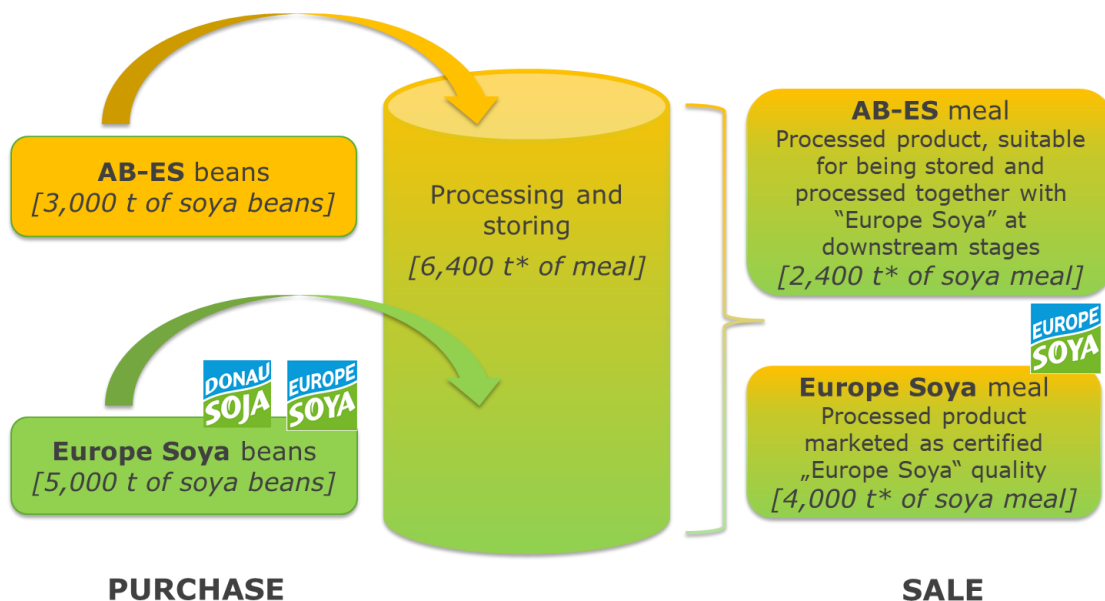 AB-ES beans
[3,000 t of soya beans]
DONAU
SOJA
EUROPE
SOYA
Europe Soya beans
[5,000 t of soya beans]
PURCHASE
Processing and
storing
[6,400 t* of meal]
AB-ES meal
Processed product, suitable
for being stored and
processed together with
“Europe Soya” at
downstream stages
[2,400 t* of soya meal]
EUROPE
SOYA
Europe Soya meal
Processed product
marketed as certified
„Europe Soya“ quality
[4,000 t* of soya meal]
SALE